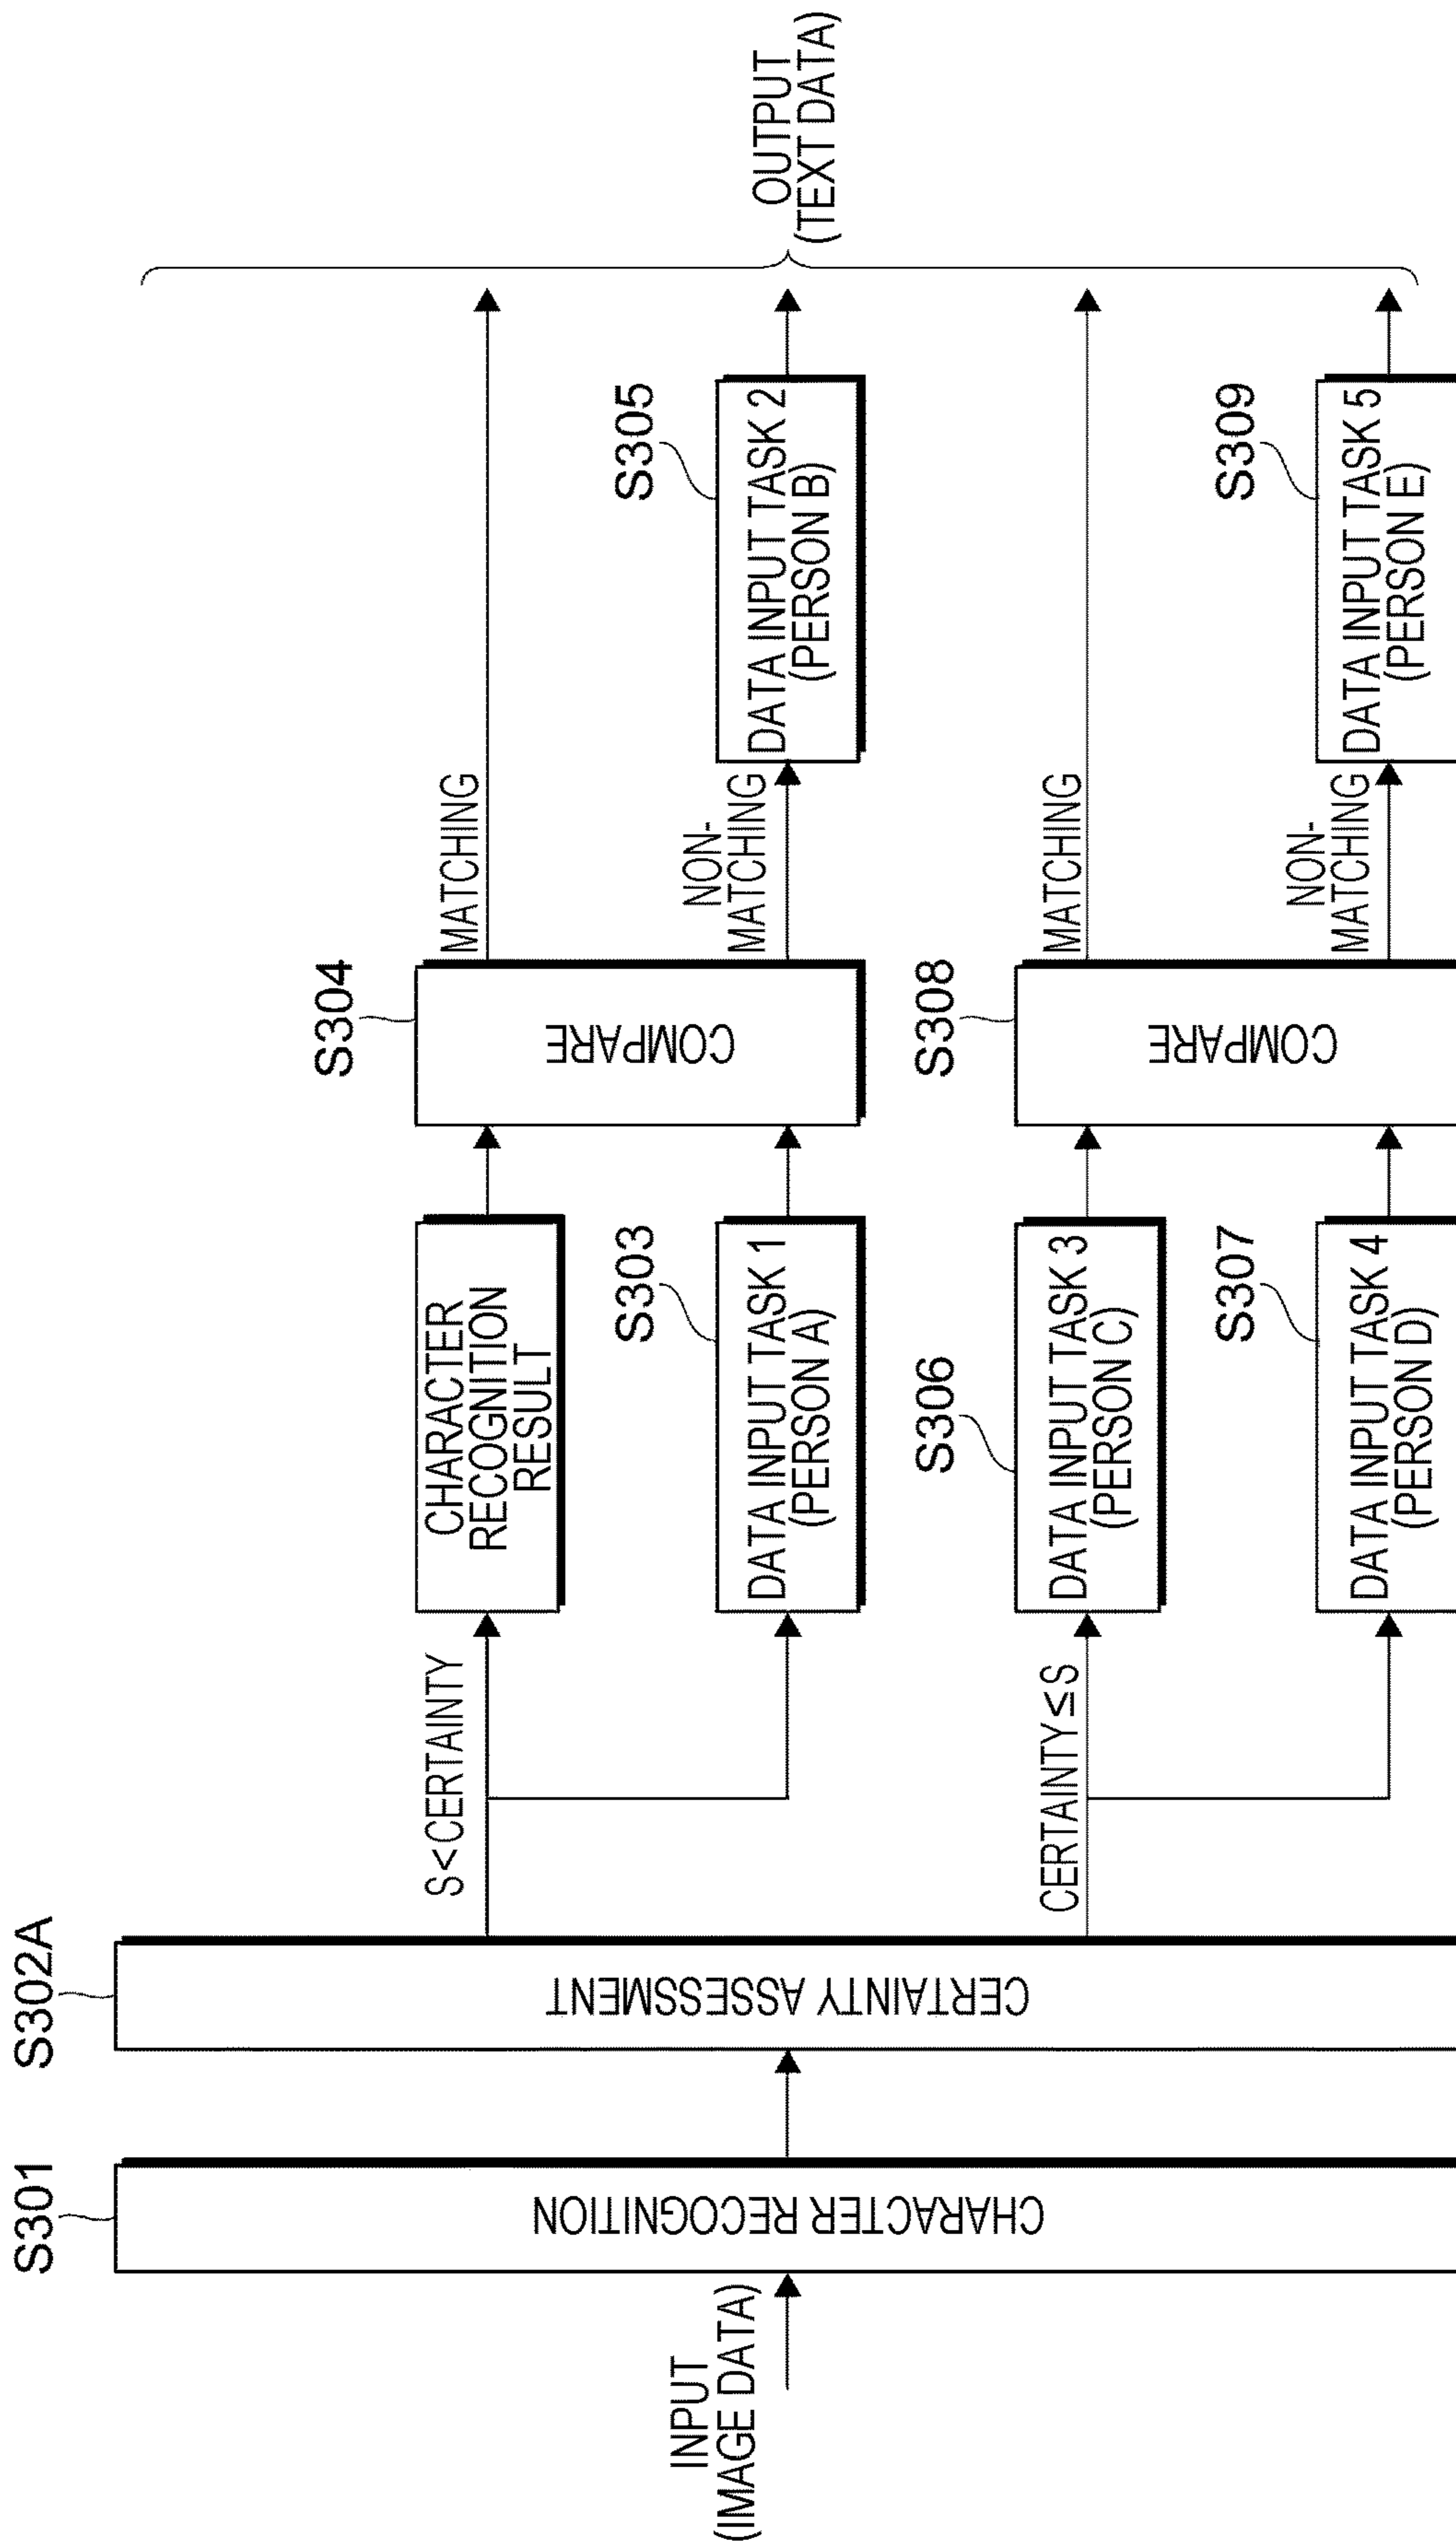 INPUT
(IMAGE DATA)
S301
CHARACTER RECOGNITION
S302A
CERTAINTY ASSESSMENT
S<CERTAINTY
CHARACTER
RECOGNITION
RESULT
S303
DATA INPUT TASK 1
(PERSON A)
S304
COMPARE
MATCHING
NON-
MATCHING
S305
DATA INPUT TASK 2
(PERSON B)
CERTAINTY≤S
S306
DATA INPUT TASK 3
(PERSON C)
S307
DATA INPUT TASK 4
(PERSON D)
S308
COMPARE
MATCHING
NON-
MATCHING
S309
DATA INPUT TASK 5
(PERSON E)
OUTPUT
(TEXT DATA)